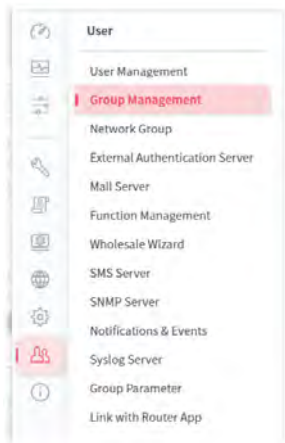 User
User Management
Group Management
Network Group
External Authentication Server
Mail Server
Function Management
Wholesale Wizard
SMS Server
SNMP Server
Notifications & Events
Syslog Server
Group Parameter
Link with Router App